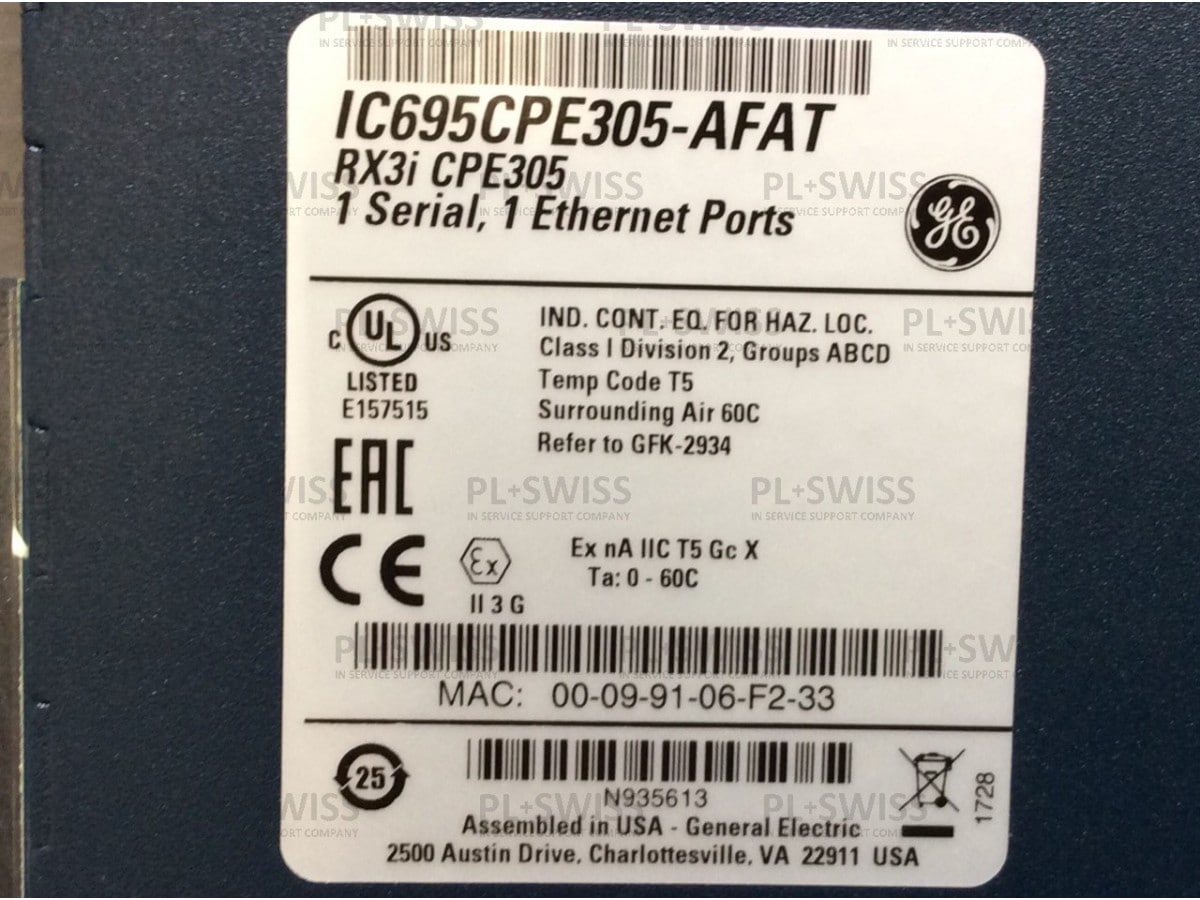 IC695CPE305-AFAT
RX3i CPE305
1 Serial, 1 Ethernet Ports
GE
C UL US
LISTED
E157515
IND. CONT. EQ. FOR HAZ. LOC.
Class I Division 2, Groups ABCD
Temp Code T5
Surrounding Air 60C
Refer to GFK-2934
EAC
CE
Ex
II 3 G
Ex nA IIC T5 Gc X
Ta: 0 - 60C
MAC: 00-09-91-06-F2-33
25
N935613
1728
Assembled in USA - General Electric
2500 Austin Drive, Charlottesville, VA 22911 USA
PL+SWISS
IN SERVICE SUPPORT COMPANY